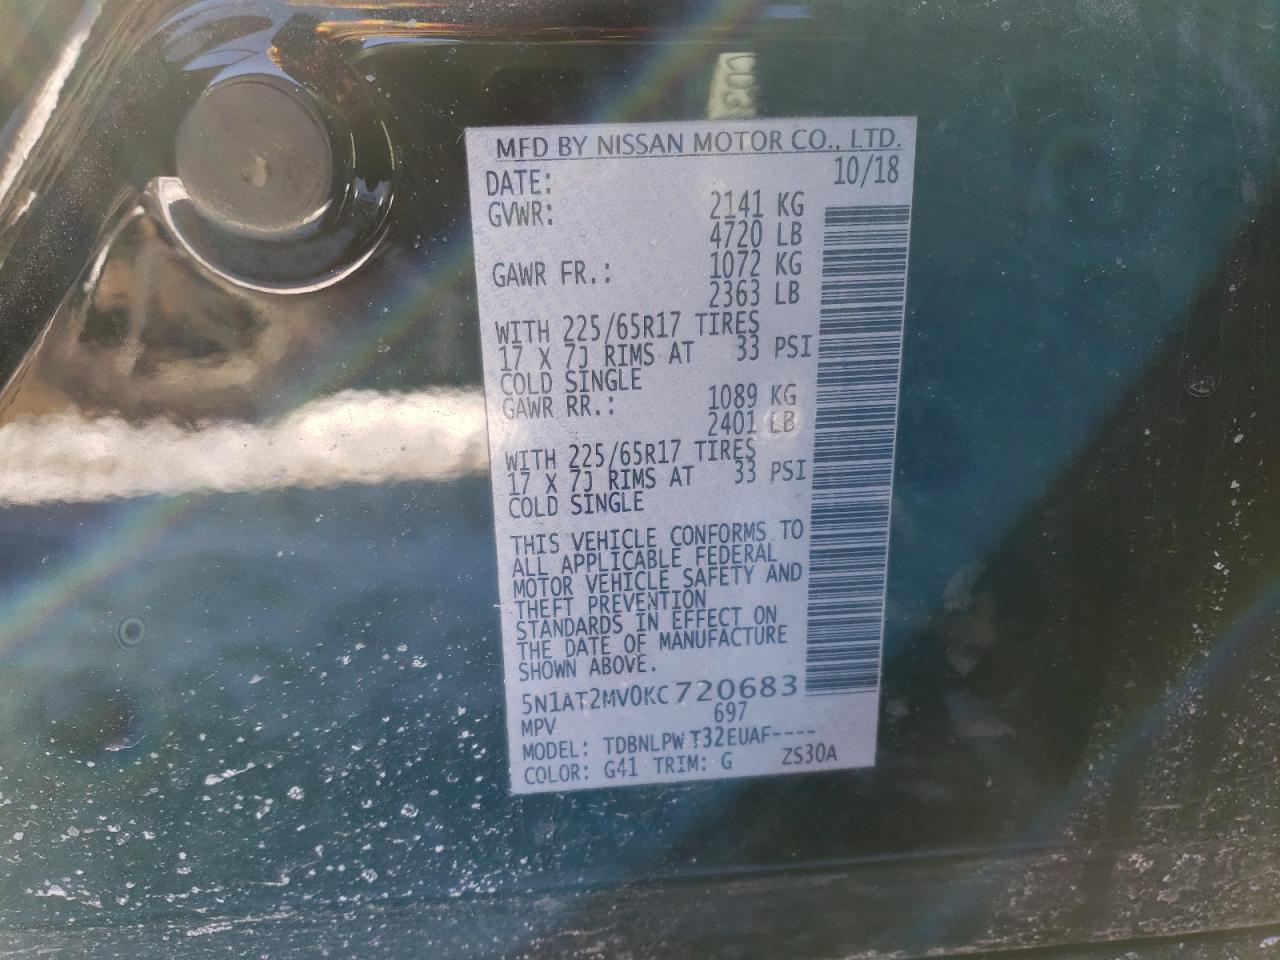 MFD BY NISSAN MOTOR CO., LTD.
DATE: 10/18
GVWR: 2141 KG
4720 LB
GAWR FR.: 1072 KG
2363 LB
WITH 225/65R17 TIRES
17 X 7J RIMS AT 33 PSI
COLD SINGLE
GAWR RR.: 1089 KG
2401 LB
WITH 225/65R17 TIRES
17 X 7J RIMS AT 33 PSI
COLD SINGLE
THIS VEHICLE CONFORMS TO
ALL APPLICABLE FEDERAL
MOTOR VEHICLE SAFETY AND
THEFT PREVENTION
STANDARDS IN EFFECT ON
THE DATE OF MANUFACTURE
SHOWN ABOVE.
5N1AT2MV0KC720683
MPV 697
MODEL: TDBNLPWT32EUAF----
COLOR: G41 TRIM: G ZS30A